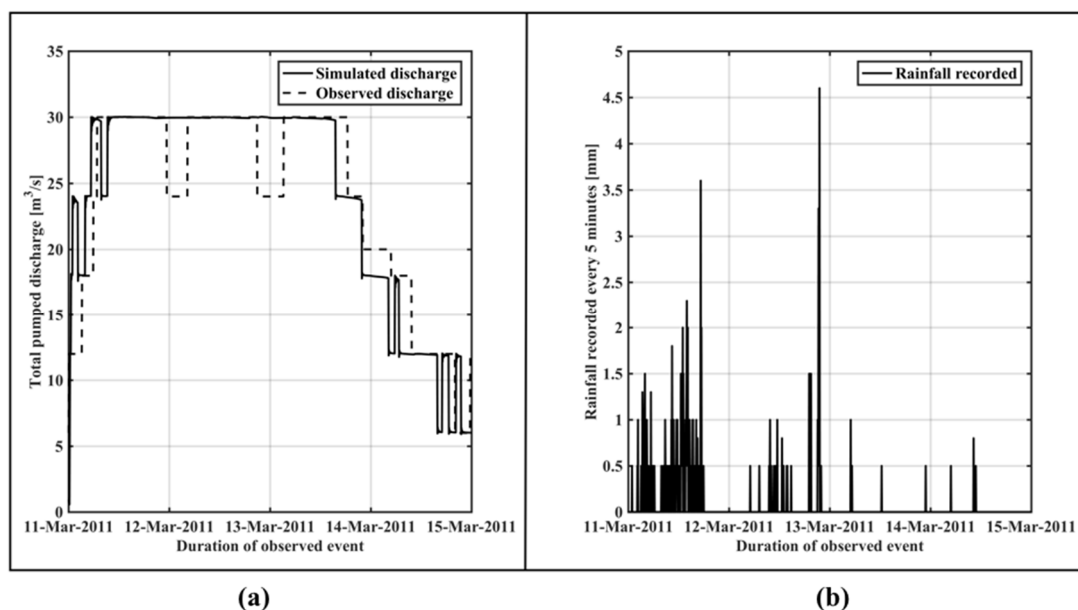 35
30
25
20
15
10
5
0
Total pumped discharge [m³/s]
Simulated discharge
Observed discharge
11-Mar-2011 12-Mar-2011 13-Mar-2011 14-Mar-2011 15-Mar-2011
Duration of observed event
(a)
5
4.5
4
3.5
3
2.5
2
1.5
1
0.5
0
Rainfall recorded every 5 minutes [mm]
Rainfall recorded
11-Mar-2011 12-Mar-2011 13-Mar-2011 14-Mar-2011 15-Mar-2011
Duration of observed event
(b)